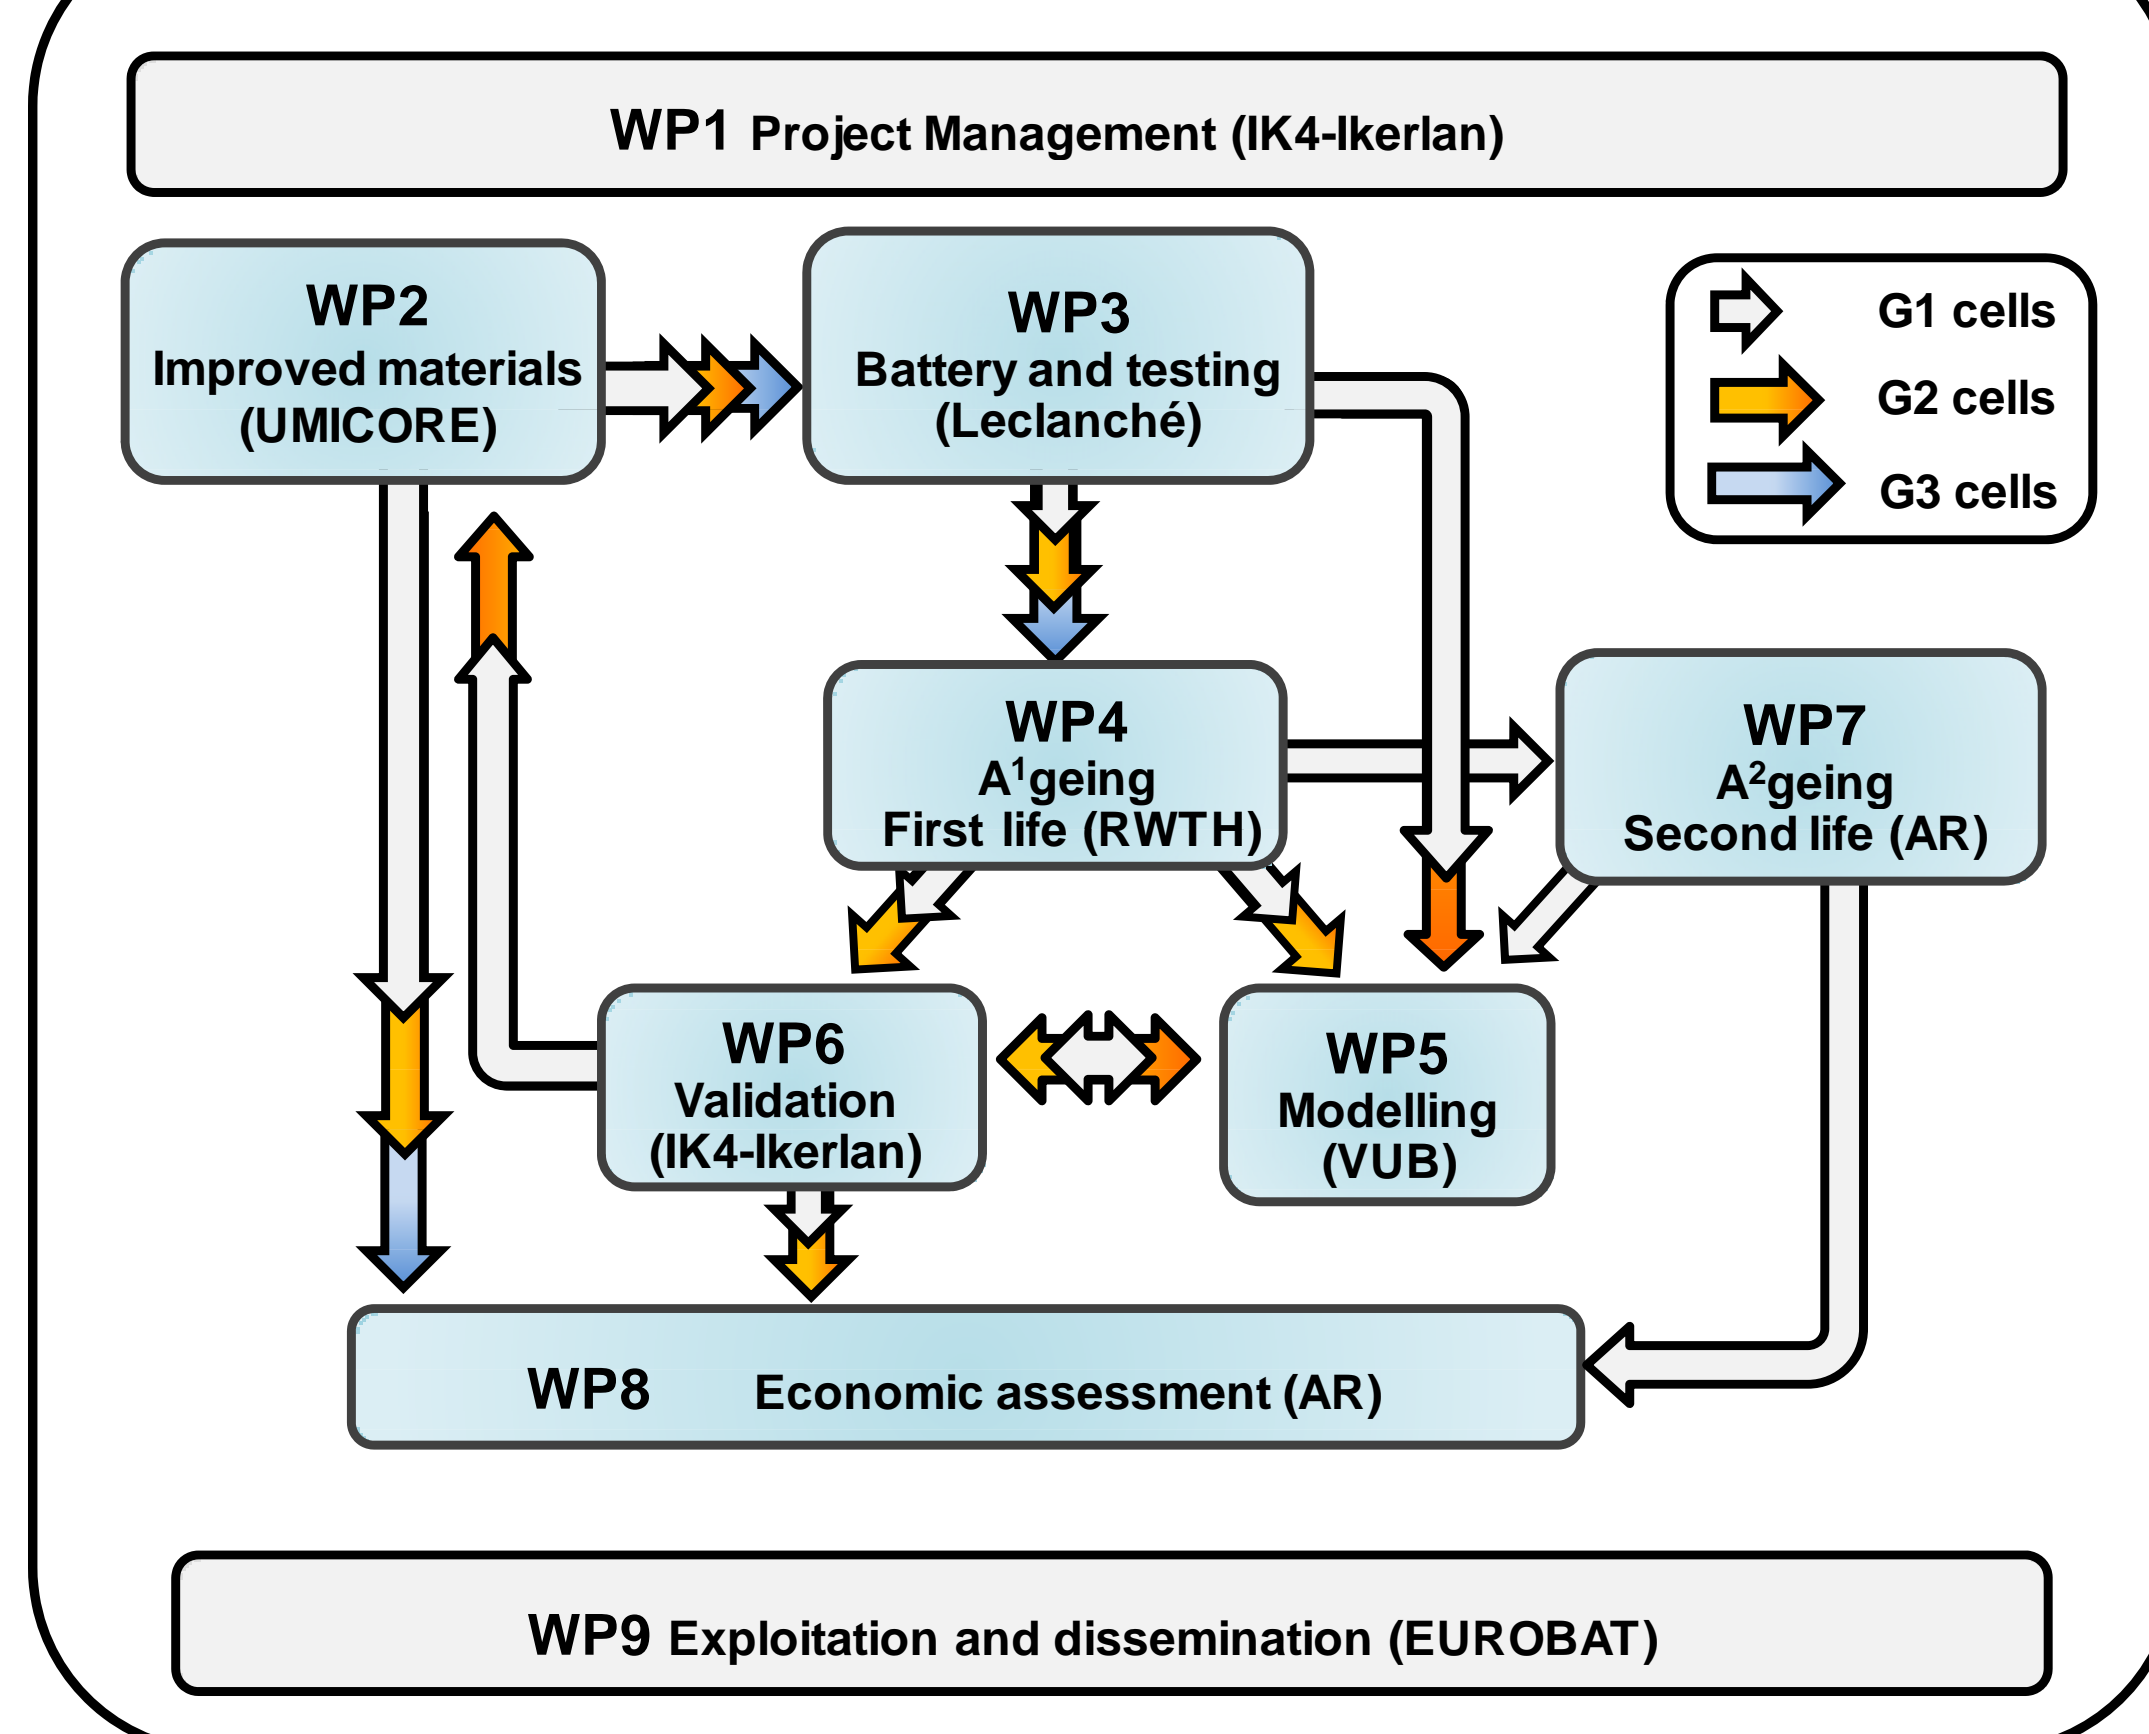 WP1 Project Management (IK4-Ikerlan)
WP2
Improved materials
(UMICORE)
WP3
Battery and testing
(Leclanché)
G1 cells
G2 cells
G3 cells
WP4
A¹geing
First life (RWTH)
WP7
A²geing
Second life (AR)
WP6
Validation
(IK4-Ikerlan)
WP5
Modelling
(VUB)
WP8 Economic assessment (AR)
WP9 Exploitation and dissemination (EUROBAT)